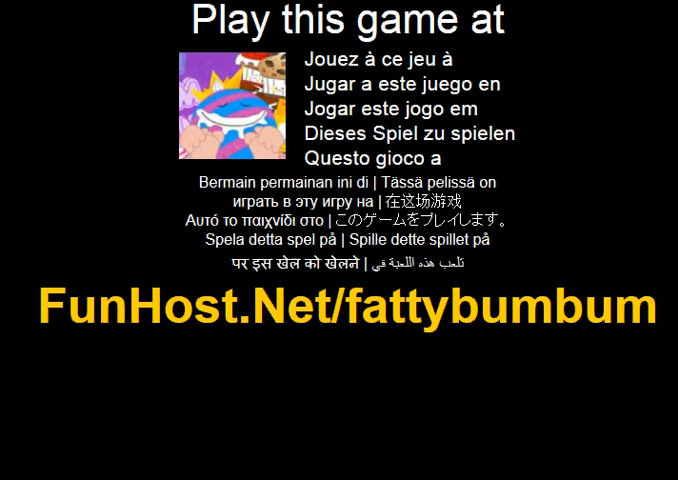 Play this game at
Jouez à ce jeu à
Jugar a este juego en
Jogar este jogo em
Dieses Spiel zu spielen
Questo gioco a
Bermain permainan ini di | Tässä pelissä on
играть в эту игру на | 在这场游戏
Αυτό το παιχνίδι στο | このゲームをプレイします。
Spela detta spel på | Spille dette spillet på
पर इस खेल को खेलने | تلعب هذه اللعبة في
FunHost.Net/fattybumbum